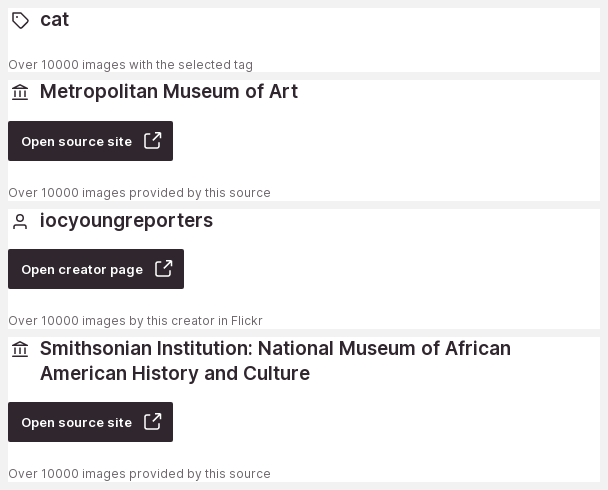 cat
Over 10000 images with the selected tag
Metropolitan Museum of Art
Open source site
Over 10000 images provided by this source
iocyoungreporters
Open creator page
Over 10000 images by this creator in Flickr
Smithsonian Institution: National Museum of African
American History and Culture
Open source site
Over 10000 images provided by this source